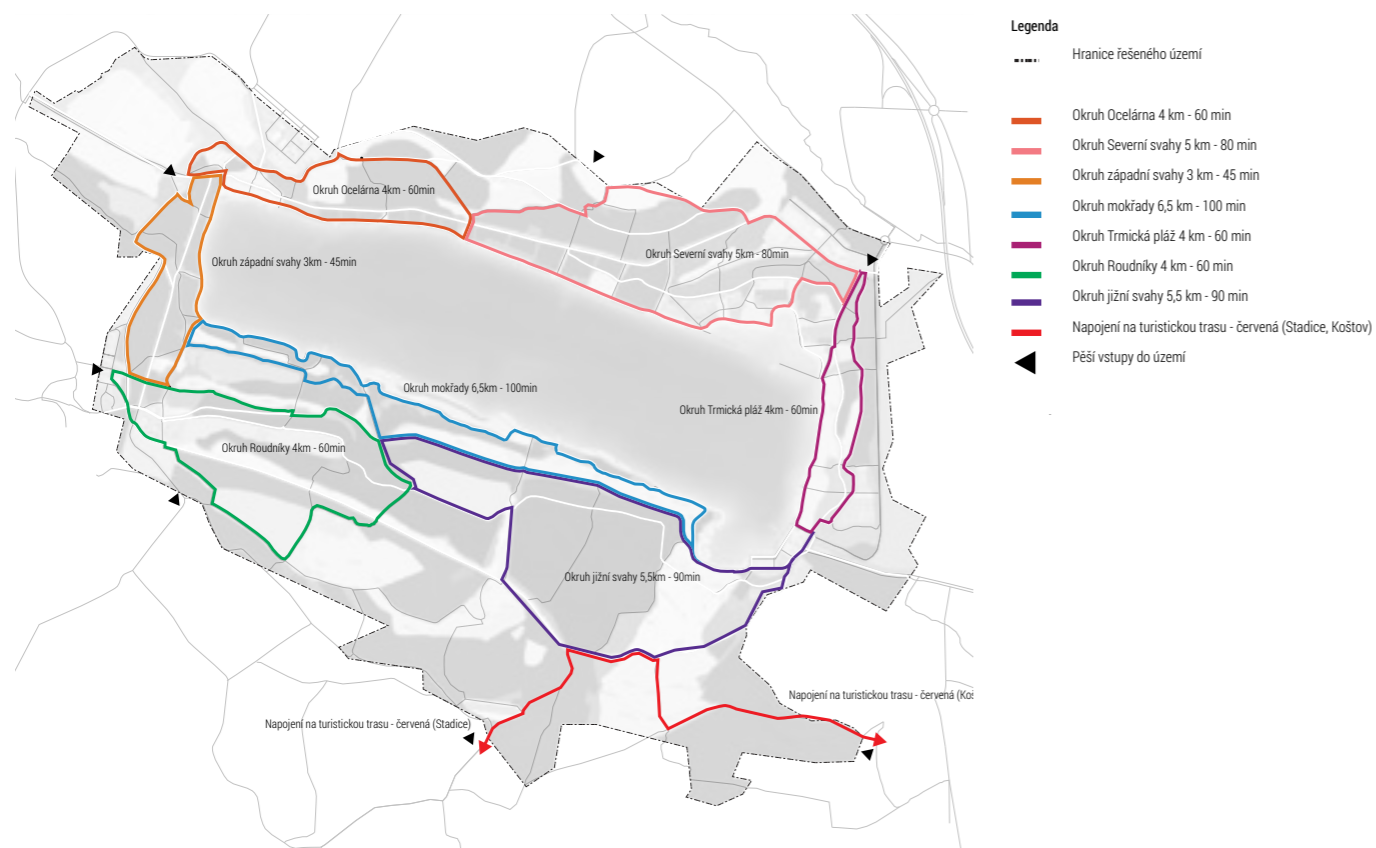 Legenda
Hranice řešeného území
Okruh Ocelárna 4 km - 60 min
Okruh Severní svahy 5 km - 80 min
Okruh západní svahy 3 km - 45 min
Okruh mokřady 6,5 km - 100 min
Okruh Trmická pláž 4 km - 60 min
Okruh Roudníky 4 km - 60 min
Okruh jižní svahy 5,5 km - 90 min
Napojení na turistickou trasu - červená (Stadice, Koštov)
Pěší vstupy do území
Okruh Ocelárna 4km - 60min
Okruh Severní svahy 5km - 80min
Okruh západní svahy 3km - 45min
Okruh mokřady 6,5km - 100min
Okruh Trmická pláž 4km - 60min
Okruh Roudníky 4km - 60min
Okruh jižní svahy 5,5km - 90min
Napojení na turistickou trasu - červená (Koš
Napojení na turistickou trasu - červená (Stadice)